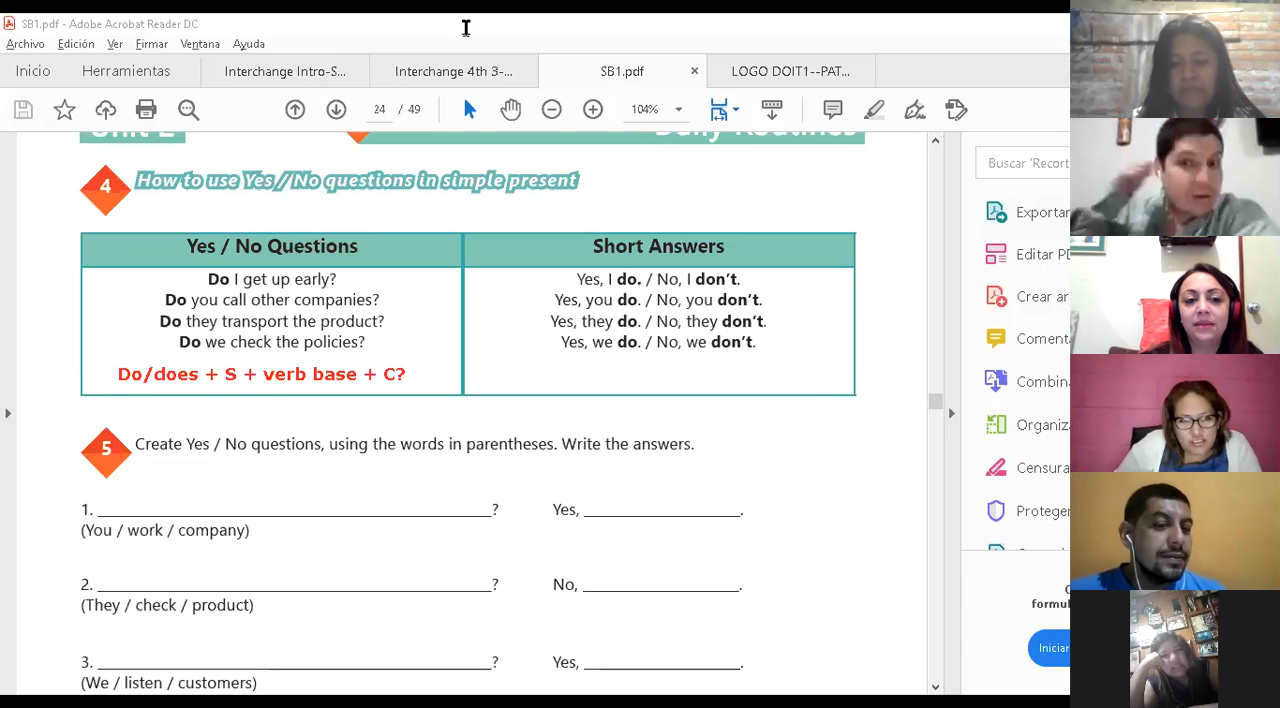 SB1.pdf - Adobe Acrobat Reader DC
Archivo Edición Ver Firmar Ventana Ayuda
Inicio Herramientas Interchange Intro-S... Interchange 4th 3-... SB1.pdf × LOGO DOIT1--PAT...
24 / 49 104%
Unit 2 Daily Routines
4 How to use Yes / No questions in simple present
Yes / No Questions Short Answers
Do I get up early? Yes, I do. / No, I don't.
Do you call other companies? Yes, you do. / No, you don't.
Do they transport the product? Yes, they do. / No, they don't.
Do we check the policies? Yes, we do. / No, we don't.
Do/does + S + verb base + C?
5 Create Yes / No questions, using the words in parentheses. Write the answers.
1. ? Yes, .
(You / work / company)
2. ? No, .
(They / check / product)
3. ? Yes, .
(We / listen / customers)
Buscar 'Recort
Exportar
Editar PD
Crear ar
Comenta
Combina
Organiza
Censura
Proteger
formul
Iniciar